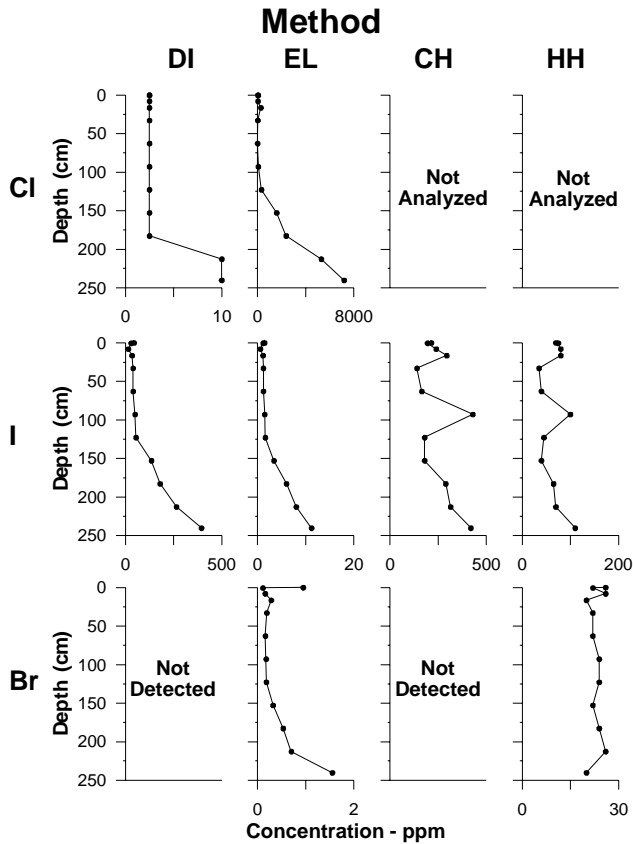 Method
DI EL CH HH
Cl
Depth (cm)
0
50
100
150
200
250
Not
Analyzed
Not
Analyzed
0 10 0 8000
I
Depth (cm)
0
50
100
150
200
250
0 500 0 20 0 500 0 200
Br
Depth (cm)
0
50
100
150
200
250
Not
Detected
Not
Detected
0 2 0 30
Concentration - ppm